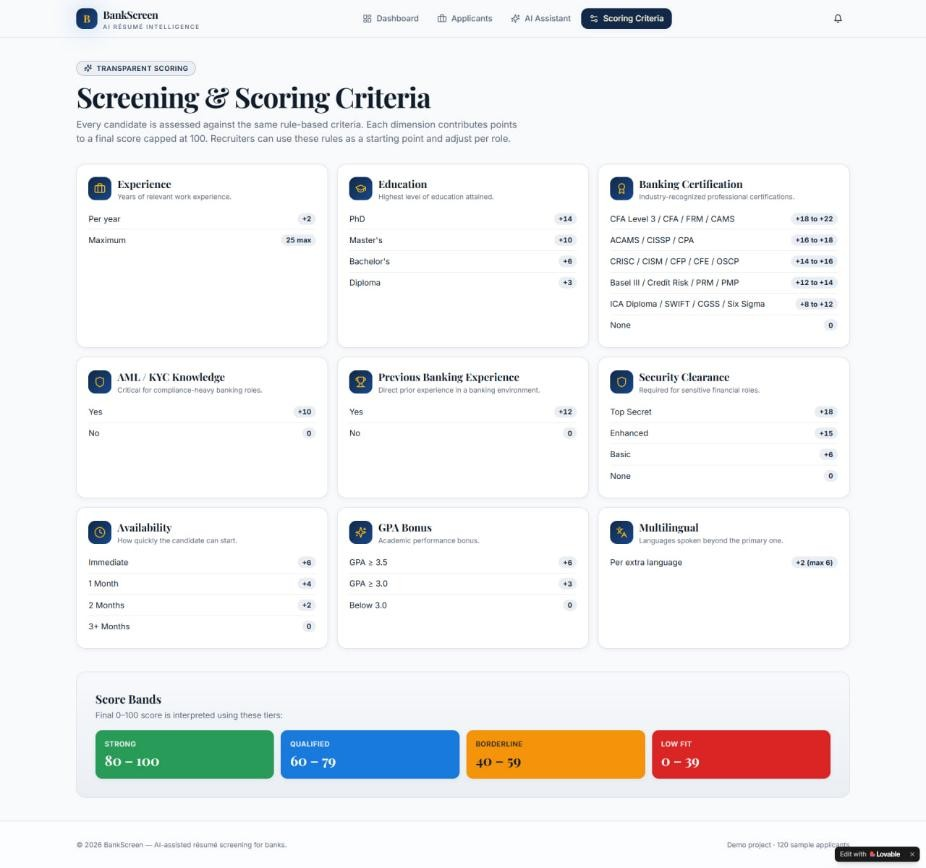 B
BankScreen
AI RÉSUMÉ INTELLIGENCE
Dashboard
Applicants
AI Assistant
Scoring Criteria
TRANSPARENT SCORING
Screening & Scoring Criteria
Every candidate is assessed against the same rule-based criteria. Each dimension contributes points
to a final score capped at 100. Recruiters can use these rules as a starting point and adjust per role.
Experience
Years of relevant work experience.
Per year +2
Maximum 25 max
Education
Highest level of education attained.
PhD +14
Master's +10
Bachelor's +6
Diploma +3
Banking Certification
Industry-recognized professional certifications.
CFA Level 3 / CFA / FRM / CAMS +18 to +22
ACAMS / CISSP / CPA +16 to +18
CRISC / CISM / CFP / CFE / OSCP +14 to +16
Basel III / Credit Risk / PRM / PMP +12 to +14
ICA Diploma / SWIFT / CGSS / Six Sigma +8 to +12
None 0
AML / KYC Knowledge
Critical for compliance-heavy banking roles.
Yes +10
No 0
Previous Banking Experience
Direct prior experience in a banking environment.
Yes +12
No 0
Security Clearance
Required for sensitive financial roles.
Top Secret +18
Enhanced +15
Basic +6
None 0
Availability
How quickly the candidate can start.
Immediate +6
1 Month +4
2 Months +2
3+ Months 0
GPA Bonus
Academic performance bonus.
GPA ≥ 3.5 +6
GPA ≥ 3.0 +3
Below 3.0 0
Multilingual
Languages spoken beyond the primary one.
Per extra language +2 (max 6)
Score Bands
Final 0–100 score is interpreted using these tiers:
STRONG
80 – 100
QUALIFIED
60 – 79
BORDERLINE
40 – 59
LOW FIT
0 – 39
© 2026 BankScreen — AI-assisted résumé screening for banks.
Demo project · 120 sample applicants
Edit with Lovable ×